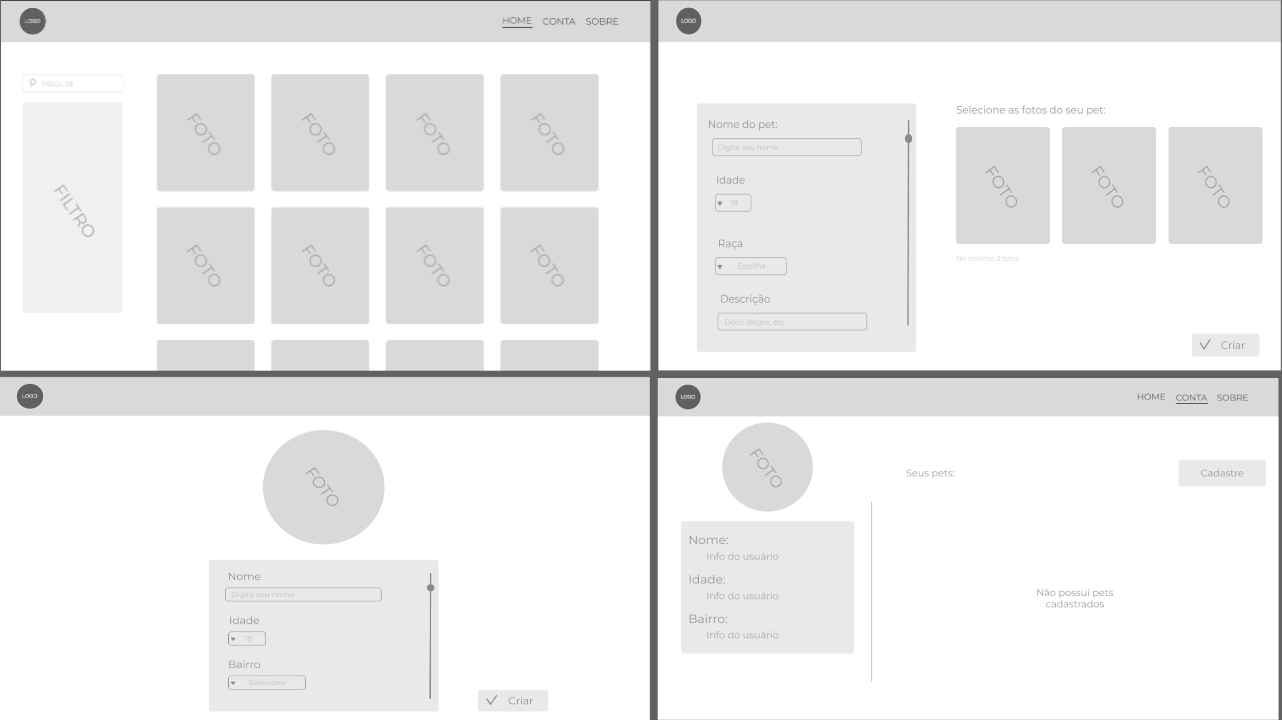 LOGO
HOME CONTA SOBRE
PESQUISE
FILTRO
FOTO FOTO FOTO FOTO
FOTO FOTO FOTO FOTO
LOGO
Nome do pet:
Digite seu nome
Idade
18
Raça
Escolha
Descrição
Dócil, alegre, etc
Selecione as fotos do seu pet:
FOTO FOTO FOTO
No mínimo 2 fotos
Criar
LOGO
FOTO
Nome
Digite seu nome
Idade
18
Bairro
Selecione
Criar
LOGO
HOME CONTA SOBRE
FOTO
Nome:
Info do usuário
Idade:
Info do usuário
Bairro:
Info do usuário
Seus pets:
Cadastre
Não possui pets
cadastrados